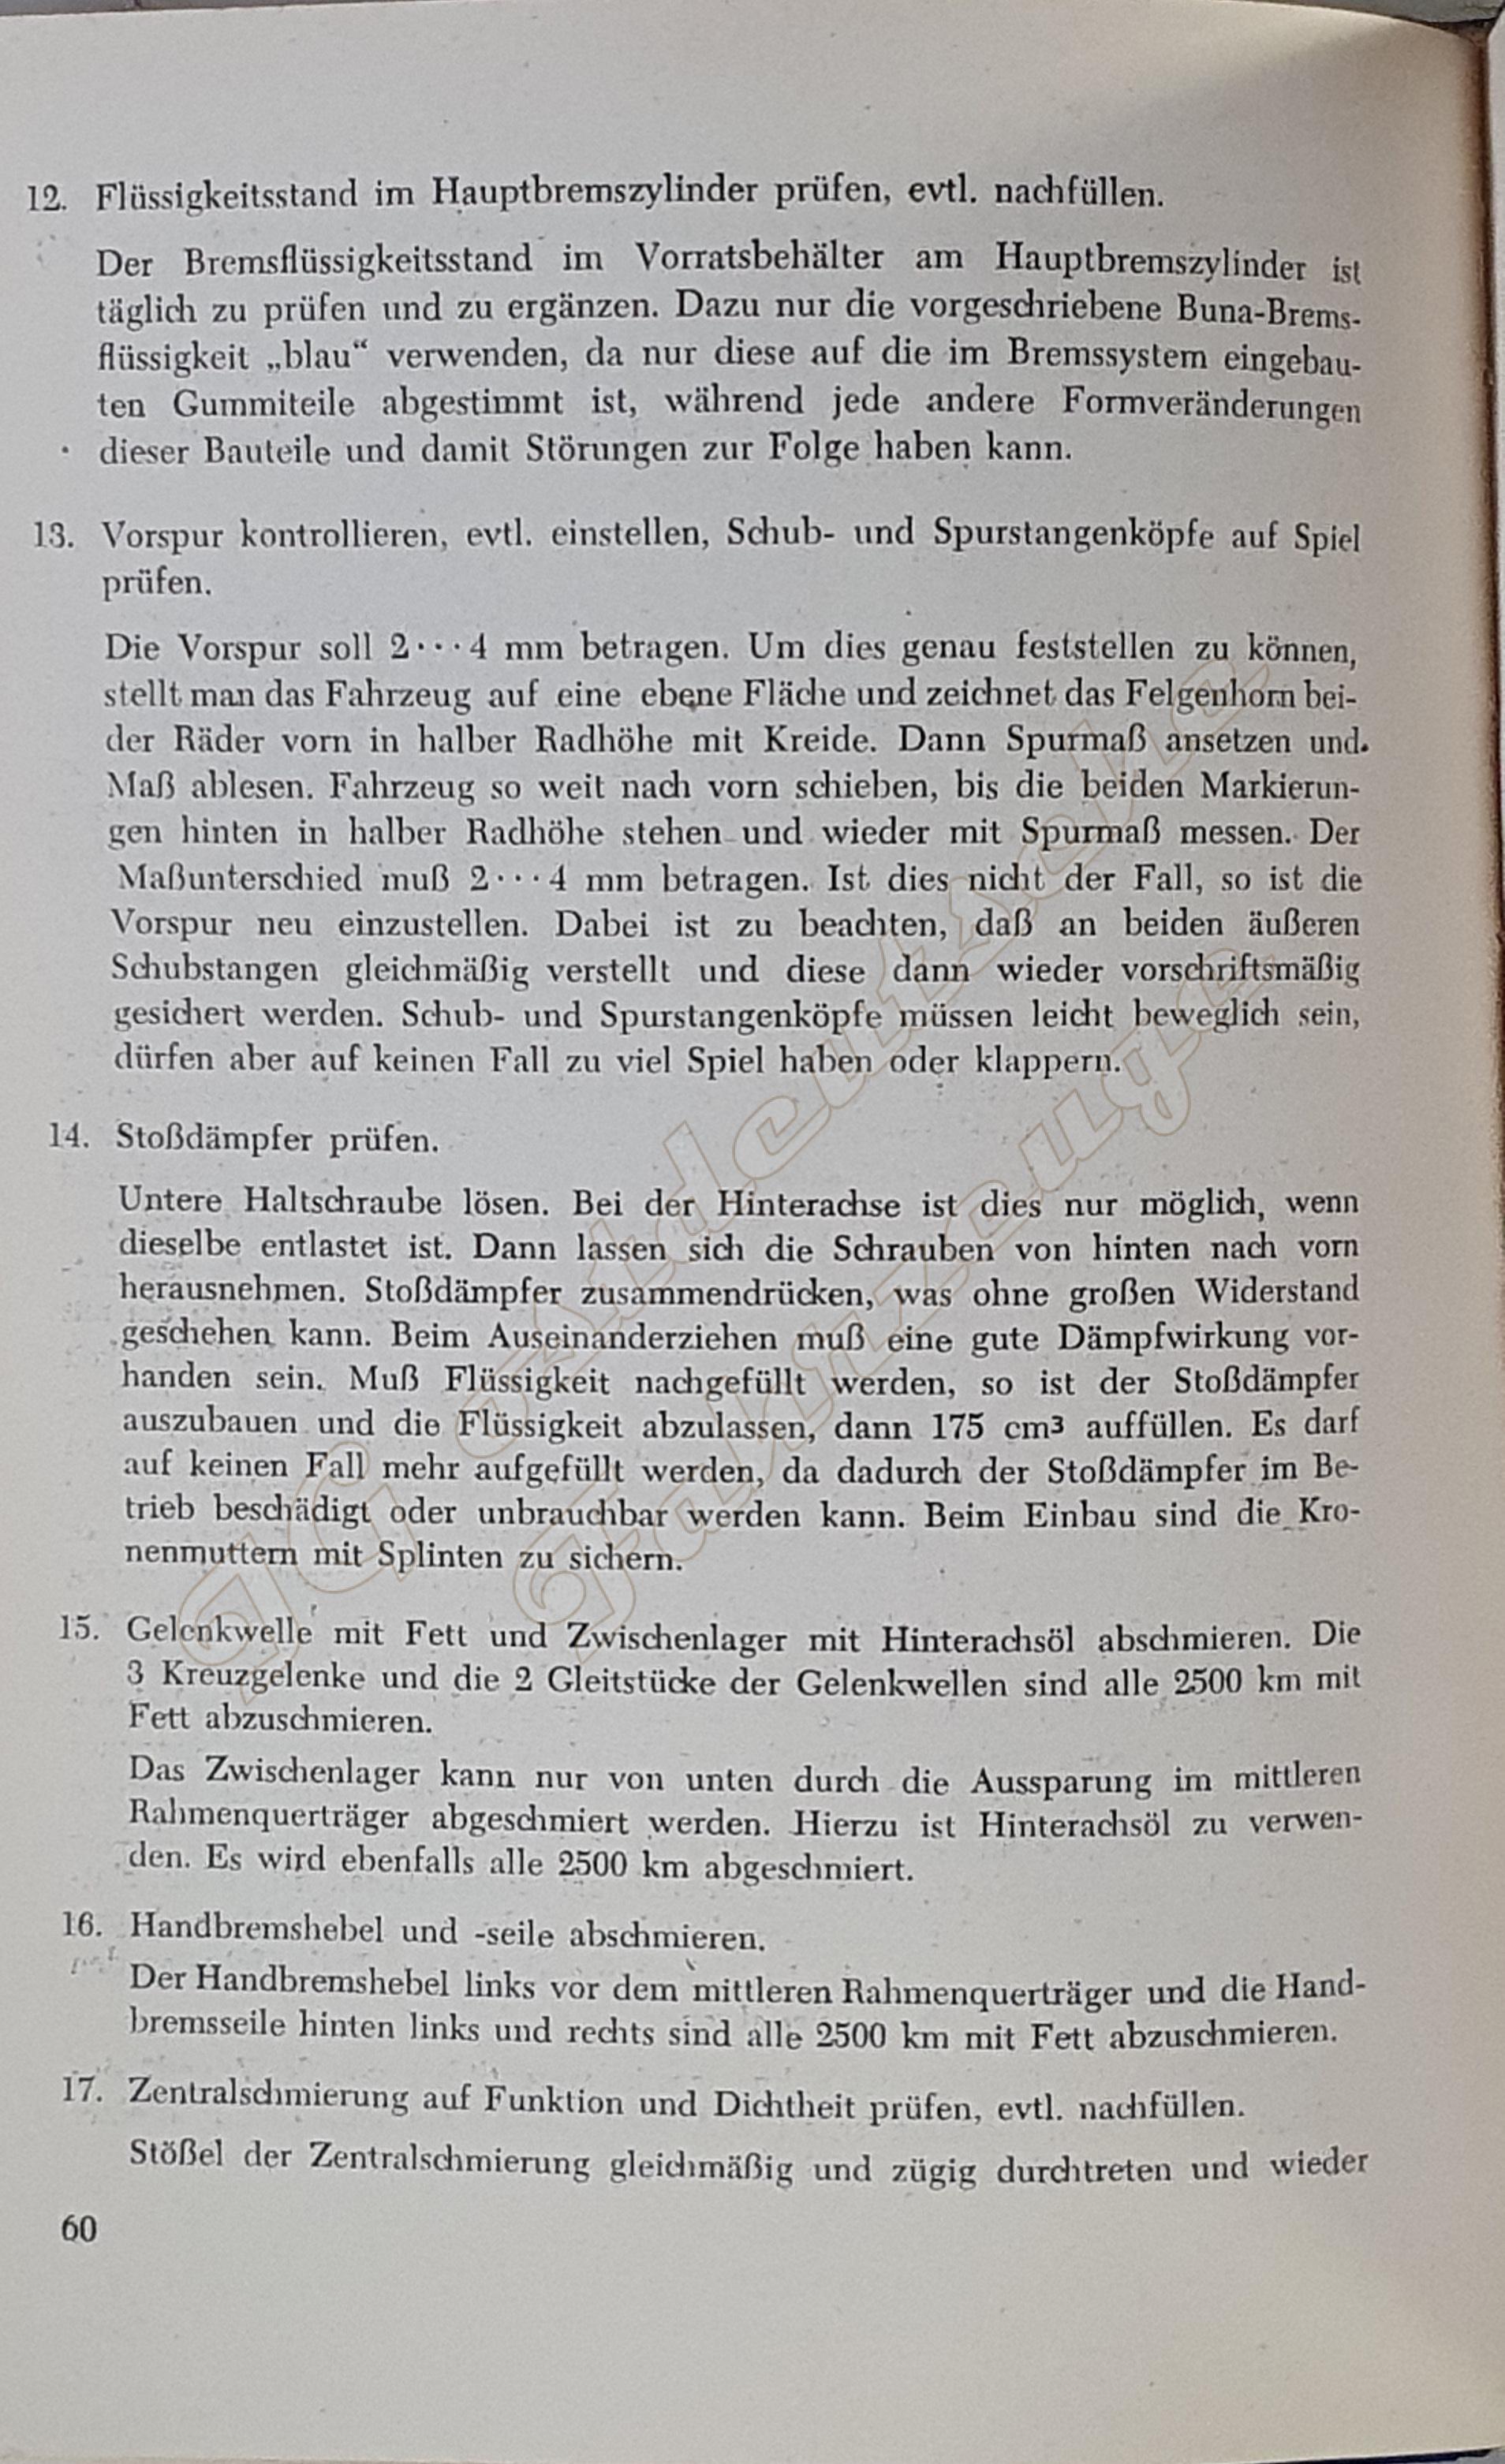 12. Flüssigkeitsstand im Hauptbremszylinder prüfen, evtl. nachfüllen.
Der Bremsflüssigkeitsstand im Vorratsbehälter am Hauptbremszylinder ist
täglich zu prüfen und zu ergänzen. Dazu nur die vorgeschriebene Buna-Brems-
flüssigkeit „blau“ verwenden, da nur diese auf die im Bremssystem eingebau-
ten Gummiteile abgestimmt ist, während jede andere Formveränderungen
dieser Bauteile und damit Störungen zur Folge haben kann.
13. Vorspur kontrollieren, evtl. einstellen, Schub- und Spurstangenköpfe auf Spiel
prüfen.
Die Vorspur soll 2···4 mm betragen. Um dies genau feststellen zu können,
stellt man das Fahrzeug auf eine ebene Fläche und zeichnet das Felgenhorn bei-
der Räder vorn in halber Radhöhe mit Kreide. Dann Spurmaß ansetzen und
Maß ablesen. Fahrzeug so weit nach vorn schieben, bis die beiden Markierun-
gen hinten in halber Radhöhe stehen und wieder mit Spurmaß messen. Der
Maßunterschied muß 2···4 mm betragen. Ist dies nicht der Fall, so ist die
Vorspur neu einzustellen. Dabei ist zu beachten, daß an beiden äußeren
Schubstangen gleichmäßig verstellt und diese dann wieder vorschriftsmäßig
gesichert werden. Schub- und Spurstangenköpfe müssen leicht beweglich sein,
dürfen aber auf keinen Fall zu viel Spiel haben oder klappern.
14. Stoßdämpfer prüfen.
Untere Haltschraube lösen. Bei der Hinterachse ist dies nur möglich, wenn
dieselbe entlastet ist. Dann lassen sich die Schrauben von hinten nach vorn
herausnehmen. Stoßdämpfer zusammendrücken, was ohne großen Widerstand
geschehen kann. Beim Auseinanderziehen muß eine gute Dämpfwirkung vor-
handen sein. Muß Flüssigkeit nachgefüllt werden, so ist der Stoßdämpfer
auszubauen und die Flüssigkeit abzulassen, dann 175 cm³ auffüllen. Es darf
auf keinen Fall mehr aufgefüllt werden, da dadurch der Stoßdämpfer im Be-
trieb beschädigt oder unbrauchbar werden kann. Beim Einbau sind die Kro-
nenmuttern mit Splinten zu sichern.
15. Gelenkwelle mit Fett und Zwischenlager mit Hinterachsöl abschmieren. Die
3 Kreuzgelenke und die 2 Gleitstücke der Gelenkwellen sind alle 2500 km mit
Fett abzuschmieren.
Das Zwischenlager kann nur von unten durch die Aussparung im mittleren
Rahmenquerträger abgeschmiert werden. Hierzu ist Hinterachsöl zu verwen-
den. Es wird ebenfalls alle 2500 km abgeschmiert.
16. Handbremshebel und -seile abschmieren.
Der Handbremshebel links vor dem mittleren Rahmenquerträger und die Hand-
bremsseile hinten links und rechts sind alle 2500 km mit Fett abzuschmieren.
17. Zentralschmierung auf Funktion und Dichtheit prüfen, evtl. nachfüllen.
Stößel der Zentralschmierung gleichmäßig und zügig durchtreten und wieder
60
IG Ostdeutsche
Fahrzeuge